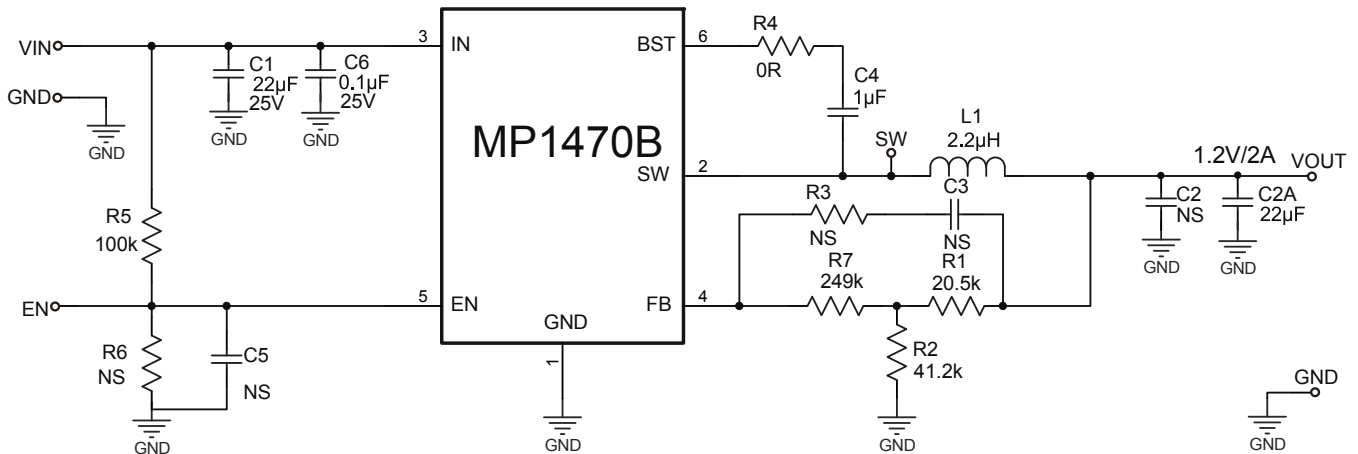 VIN
GND
GND
C1
22µF
25V
GND
C6
0.1µF
25V
GND
R5
100k
EN
R6
NS
C5
NS
GND
3
IN
5
EN
MP1470B
BST
6
SW
2
FB
4
GND
1
GND
R4
0R
C4
1µF
SW
L1
2.2µH
R3
NS
C3
NS
R7
249k
R1
20.5k
R2
41.2k
GND
1.2V/2A
VOUT
C2
NS
GND
C2A
22µF
GND
GND
GND